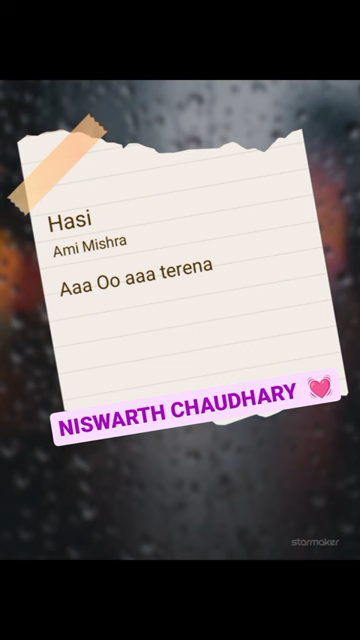 Hasi
Ami Mishra
Aaa Oo aaa terena
NISWARTH CHAUDHARY 💓
starmaker